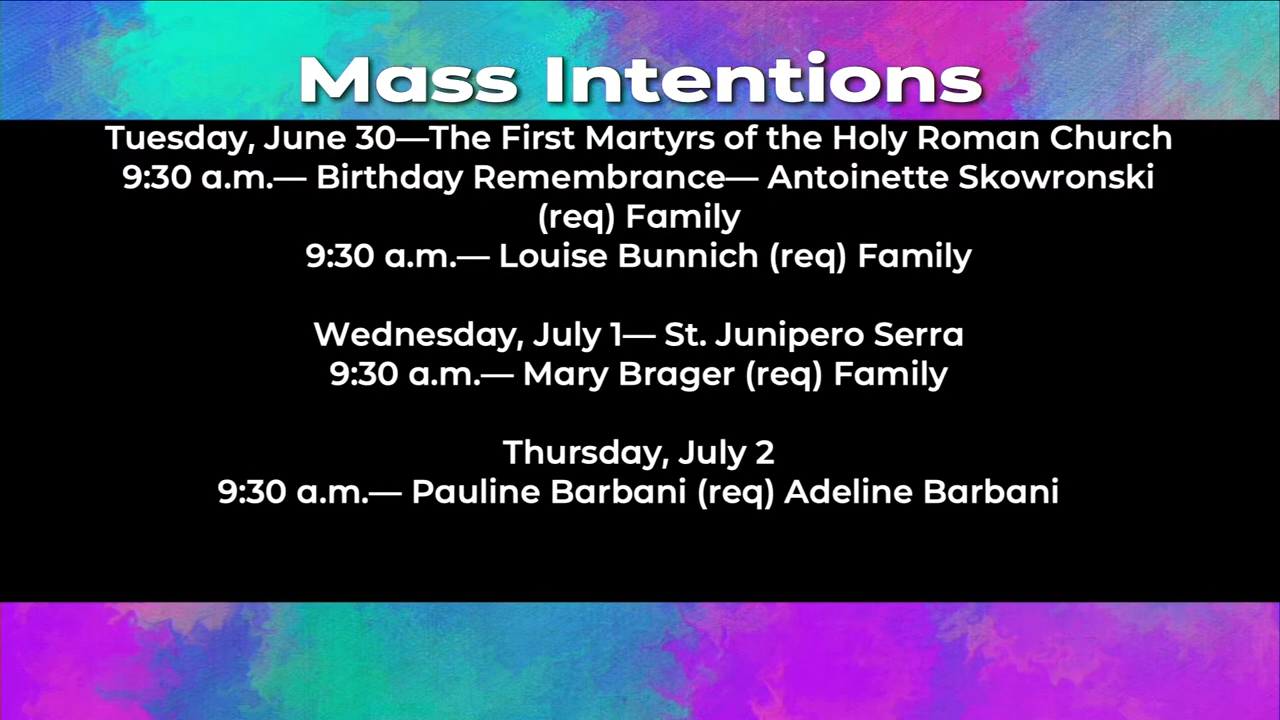 Mass Intentions
Tuesday, June 30—The First Martyrs of the Holy Roman Church
9:30 a.m.— Birthday Remembrance— Antoinette Skowronski
(req) Family
9:30 a.m.— Louise Bunnich (req) Family
Wednesday, July 1— St. Junipero Serra
9:30 a.m.— Mary Brager (req) Family
Thursday, July 2
9:30 a.m.— Pauline Barbani (req) Adeline Barbani